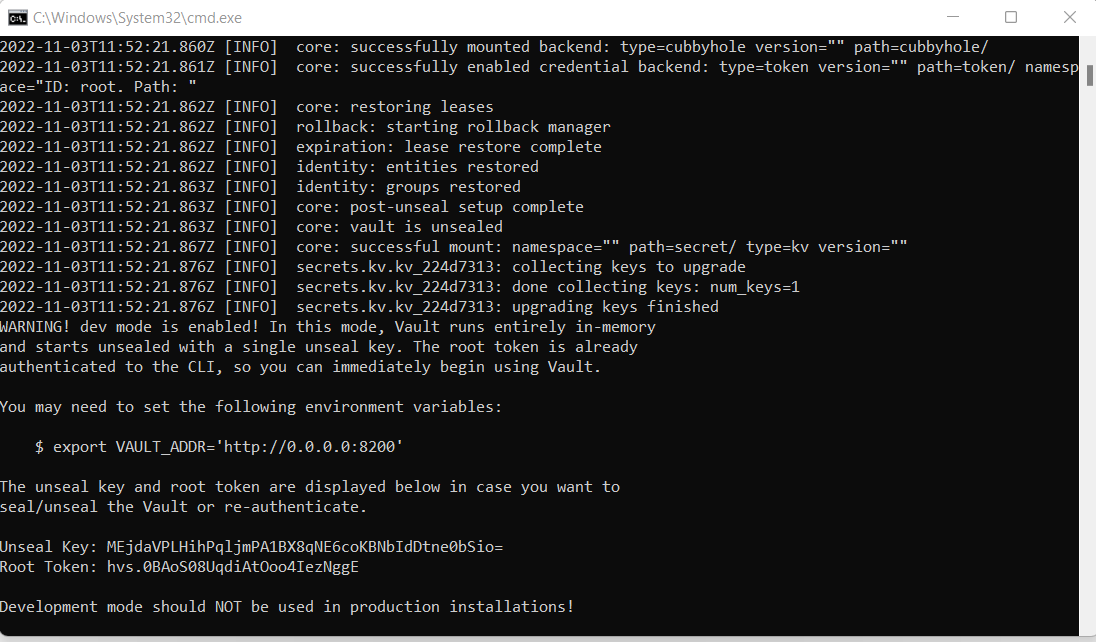 C:\Windows\System32\cmd.exe
2022-11-03T11:52:21.860Z [INFO]  core: successfully mounted backend: type=cubbyhole version="" path=cubbyhole/
2022-11-03T11:52:21.861Z [INFO]  core: successfully enabled credential backend: type=token version="" path=token/ namesp
ace="ID: root. Path: "
2022-11-03T11:52:21.862Z [INFO]  core: restoring leases
2022-11-03T11:52:21.862Z [INFO]  rollback: starting rollback manager
2022-11-03T11:52:21.862Z [INFO]  expiration: lease restore complete
2022-11-03T11:52:21.862Z [INFO]  identity: entities restored
2022-11-03T11:52:21.863Z [INFO]  identity: groups restored
2022-11-03T11:52:21.863Z [INFO]  core: post-unseal setup complete
2022-11-03T11:52:21.863Z [INFO]  core: vault is unsealed
2022-11-03T11:52:21.867Z [INFO]  core: successful mount: namespace="" path=secret/ type=kv version=""
2022-11-03T11:52:21.876Z [INFO]  secrets.kv.kv_224d7313: collecting keys to upgrade
2022-11-03T11:52:21.876Z [INFO]  secrets.kv.kv_224d7313: done collecting keys: num_keys=1
2022-11-03T11:52:21.876Z [INFO]  secrets.kv.kv_224d7313: upgrading keys finished
WARNING! dev mode is enabled! In this mode, Vault runs entirely in-memory
and starts unsealed with a single unseal key. The root token is already
authenticated to the CLI, so you can immediately begin using Vault.

You may need to set the following environment variables:

    $ export VAULT_ADDR='http://0.0.0.0:8200'

The unseal key and root token are displayed below in case you want to
seal/unseal the Vault or re-authenticate.

Unseal Key: MEjdaVPLHihPqljmPA1BX8qNE6coKBNbIdDtne0bSio=
Root Token: hvs.0BAoS08UqdiAtOoo4IezNggE

Development mode should NOT be used in production installations!